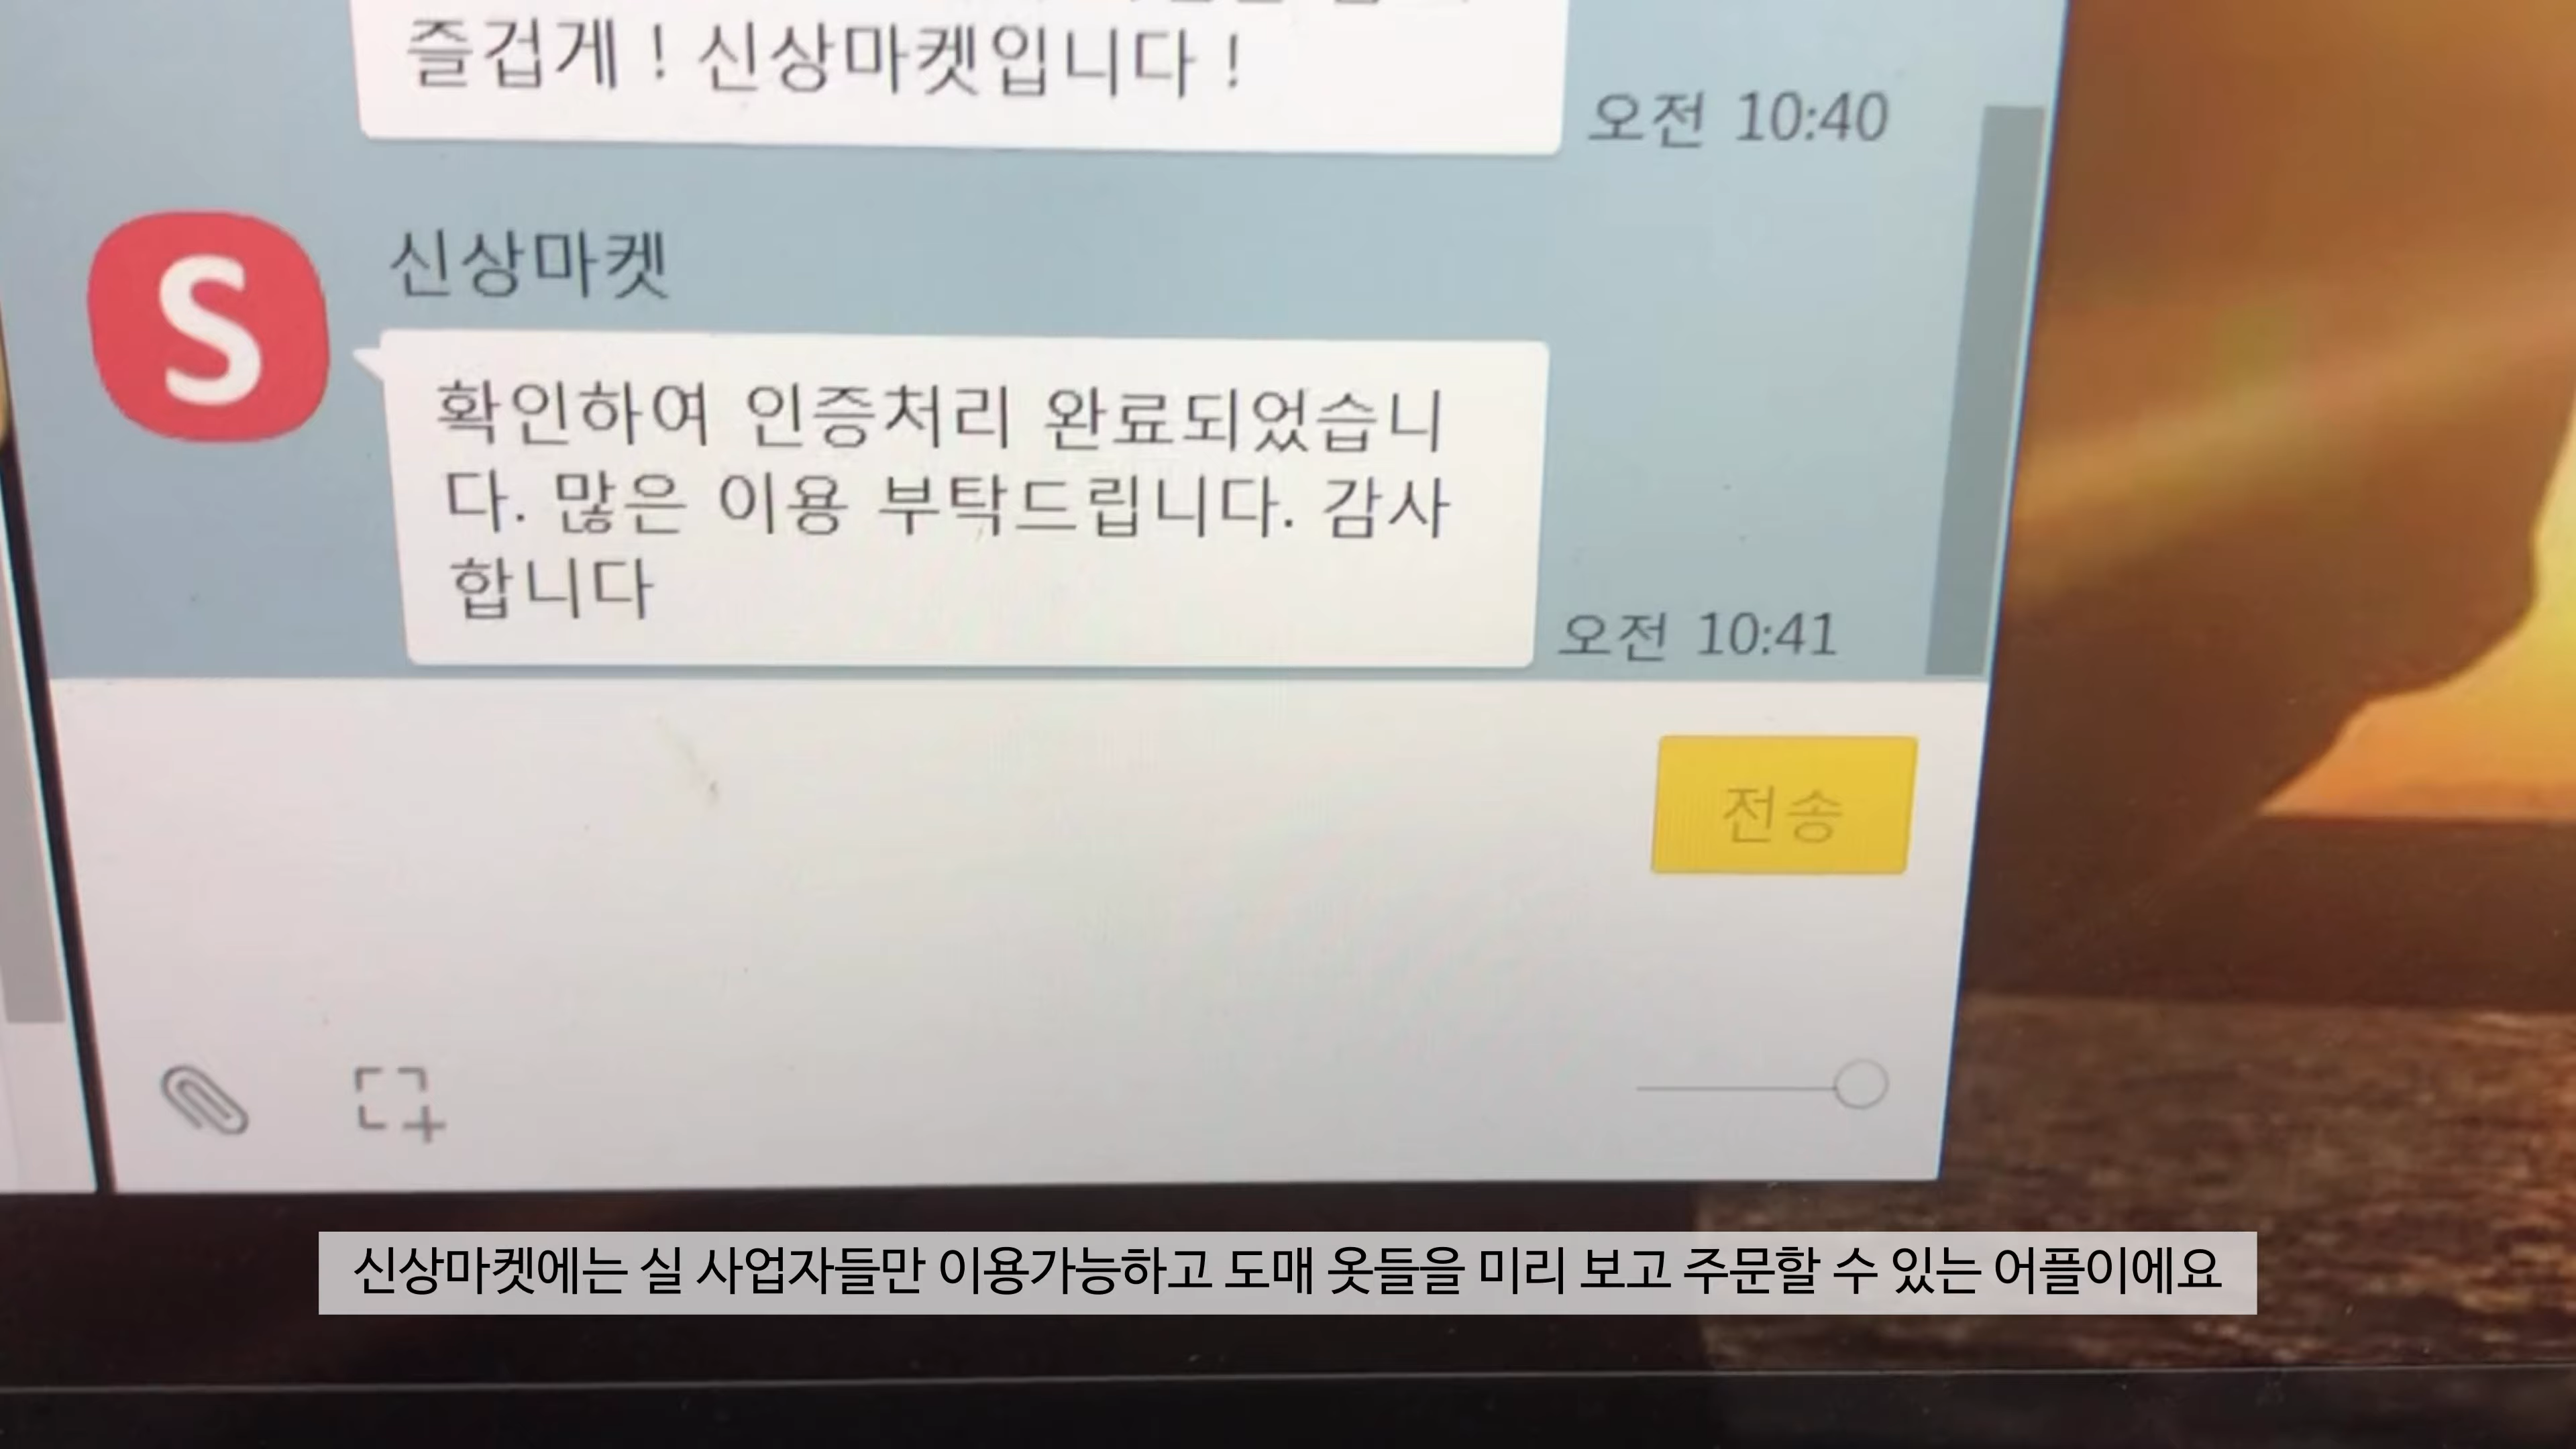 즐겁게 ! 신상마켓입니다 !
오전 10:40
S
신상마켓
확인하여 인증처리 완료되었습니
다. 많은 이용 부탁드립니다. 감사
합니다
오전 10:41
전송
신상마켓에는 실 사업자들만 이용가능하고 도매 옷들을 미리 보고 주문할 수 있는 어플이에요